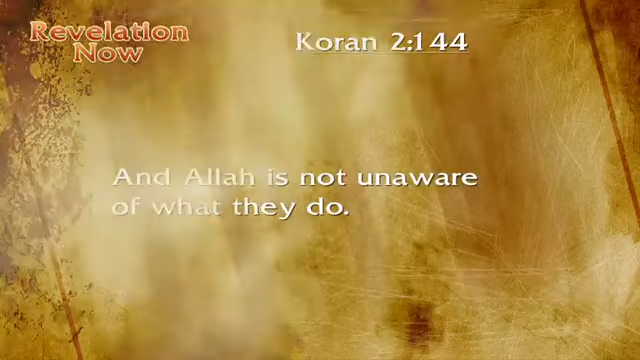 Revelation
Now
Koran 2:144
And Allah is not unaware
of what they do.